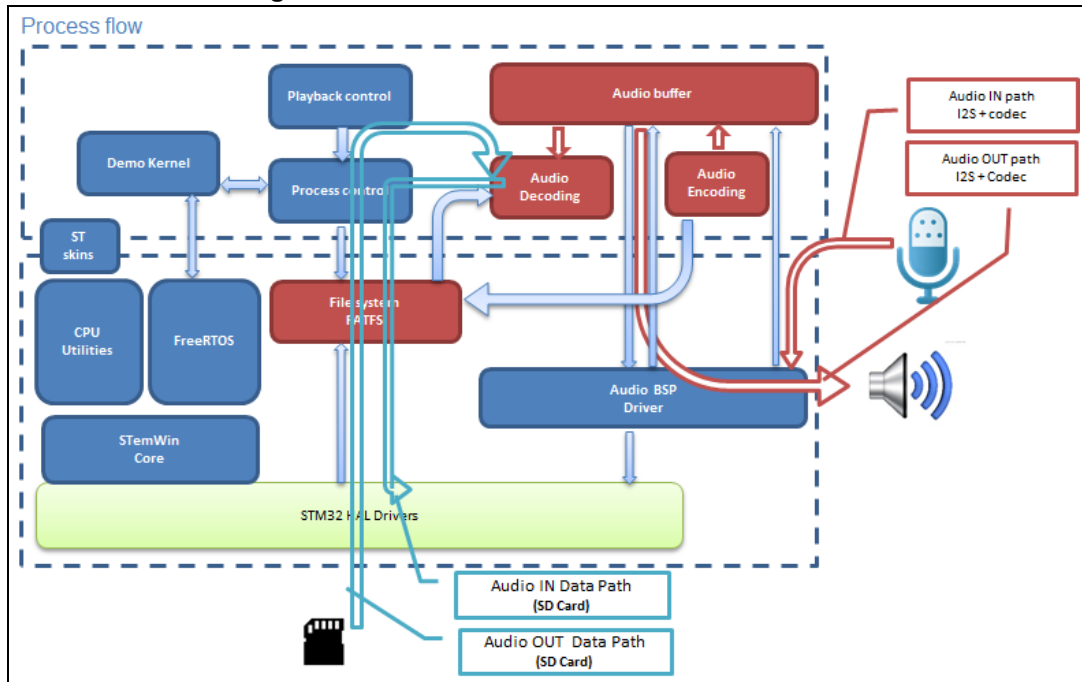 Process flow
Playback control
Audio buffer
Audio IN path
I2S + codec
Demo Kernel
Process control
Audio
Decoding
Audio
Encoding
Audio OUT path
I2S + Codec
ST
skins
CPU
Utilities
FreeRTOS
File system
FATFS
Audio BSP
Driver
STemWin
Core
STM32 HAL Drivers
Audio IN Data Path
(SD Card)
Audio OUT Data Path
(SD Card)